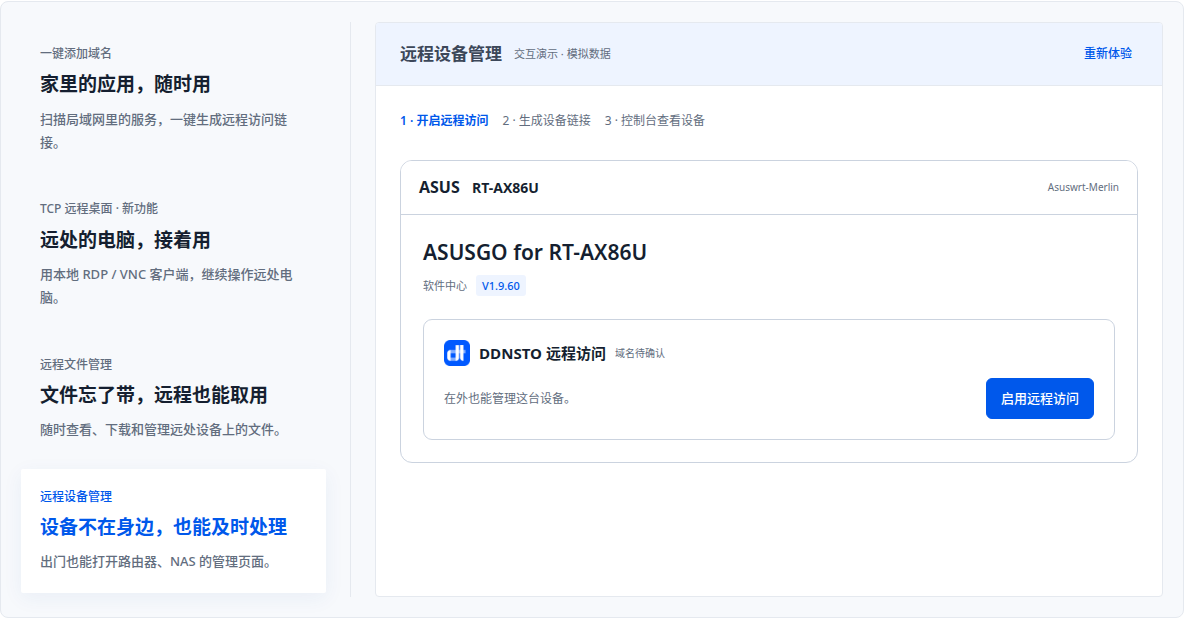 一键添加域名
家里的应用，随时用
扫描局域网里的服务，一键生成远程访问链
接。
TCP 远程桌面 · 新功能
远处的电脑，接着用
用本地 RDP / VNC 客户端，继续操作远处电
脑。
远程文件管理
文件忘了带，远程也能取用
随时查看、下载和管理远处设备上的文件。
远程设备管理
设备不在身边，也能及时处理
出门也能打开路由器、NAS 的管理页面。
远程设备管理 交互演示 · 模拟数据 重新体验
1 · 开启远程访问 2 · 生成设备链接 3 · 控制台查看设备
ASUS RT-AX86U Asuswrt-Merlin
ASUSGO for RT-AX86U
软件中心 V1.9.60
DDNSTO 远程访问 域名待确认
在外也能管理这台设备。 启用远程访问